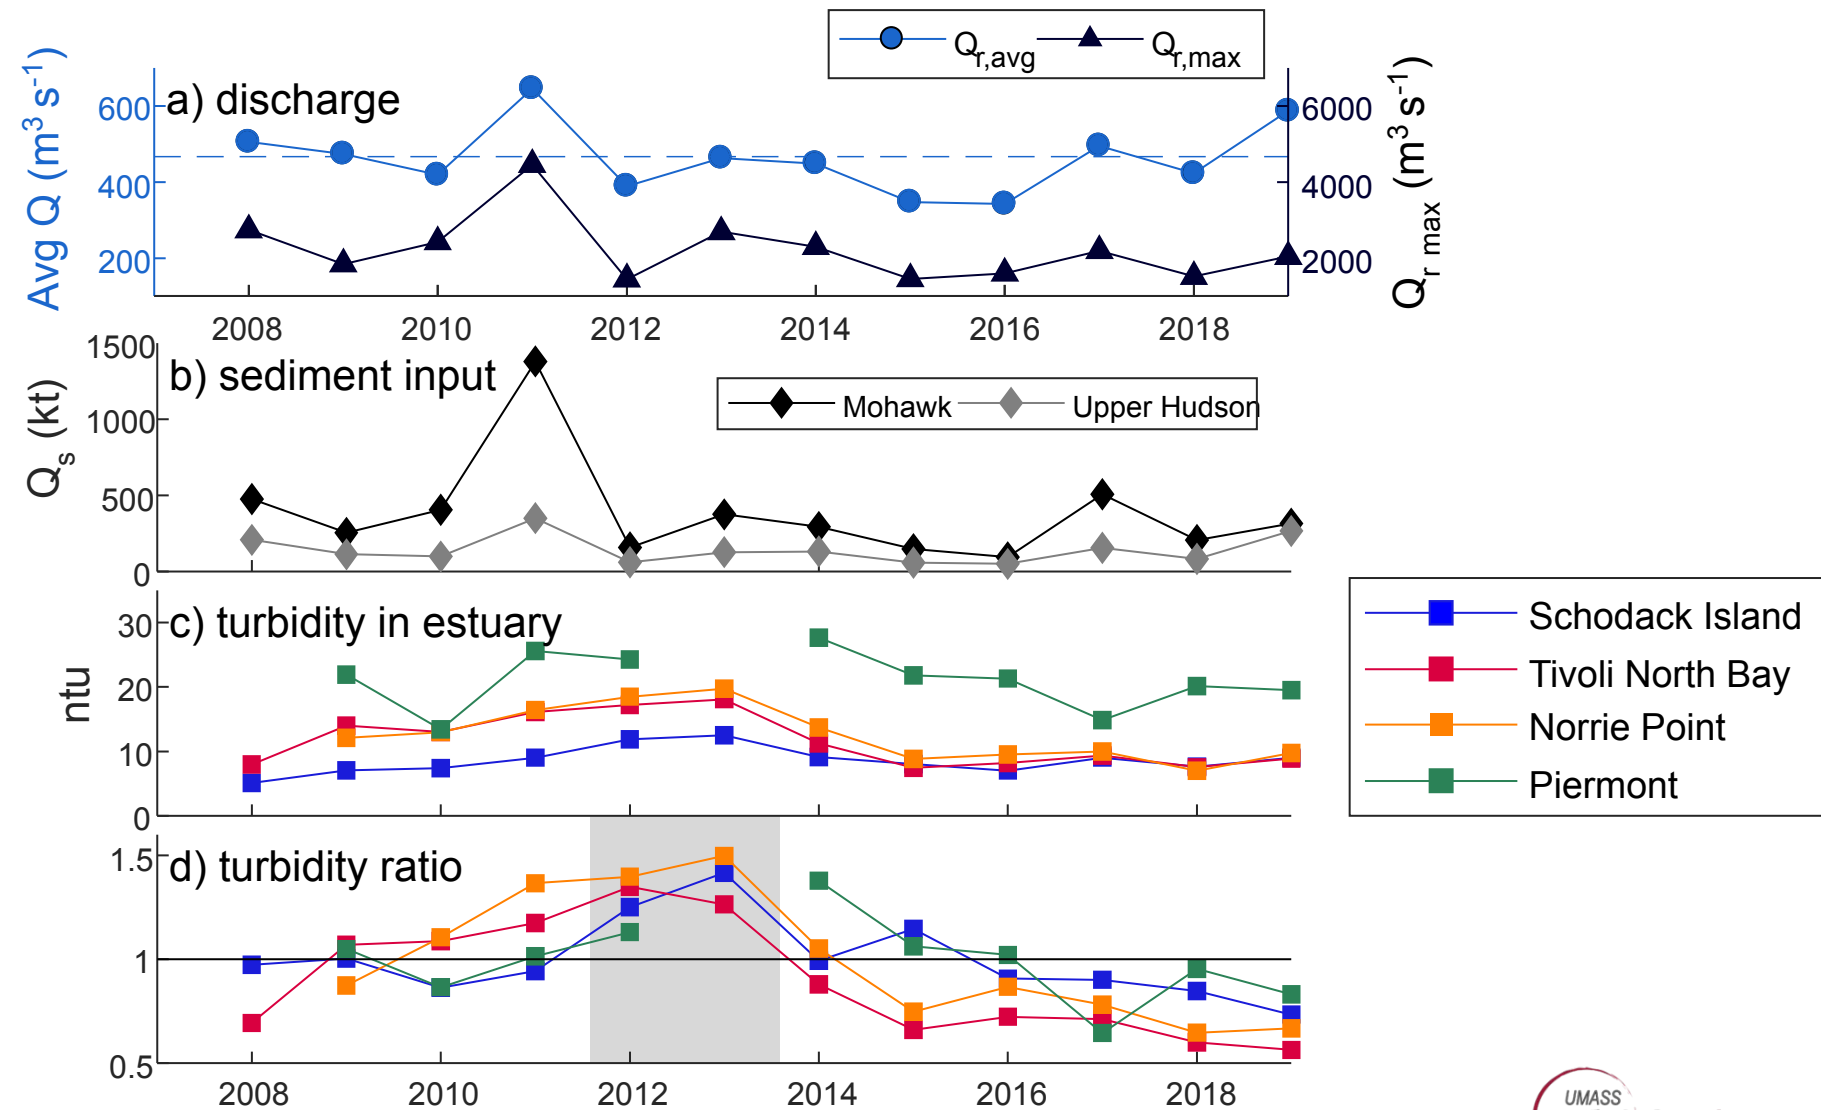 Q r,avg Q r,max
a) discharge
Avg Q (m³ s⁻¹)
600
400
200
6000
4000
2000
Q r max (m³ s⁻¹)
2008 2010 2012 2014 2016 2018
b) sediment input
Mohawk Upper Hudson
Q s (kt)
1500
1000
500
0
c) turbidity in estuary
ntu
30
20
10
0
Schodack Island
Tivoli North Bay
Norrie Point
Piermont
d) turbidity ratio
1.5
1
0.5
2008 2010 2012 2014 2016 2018
UMASS